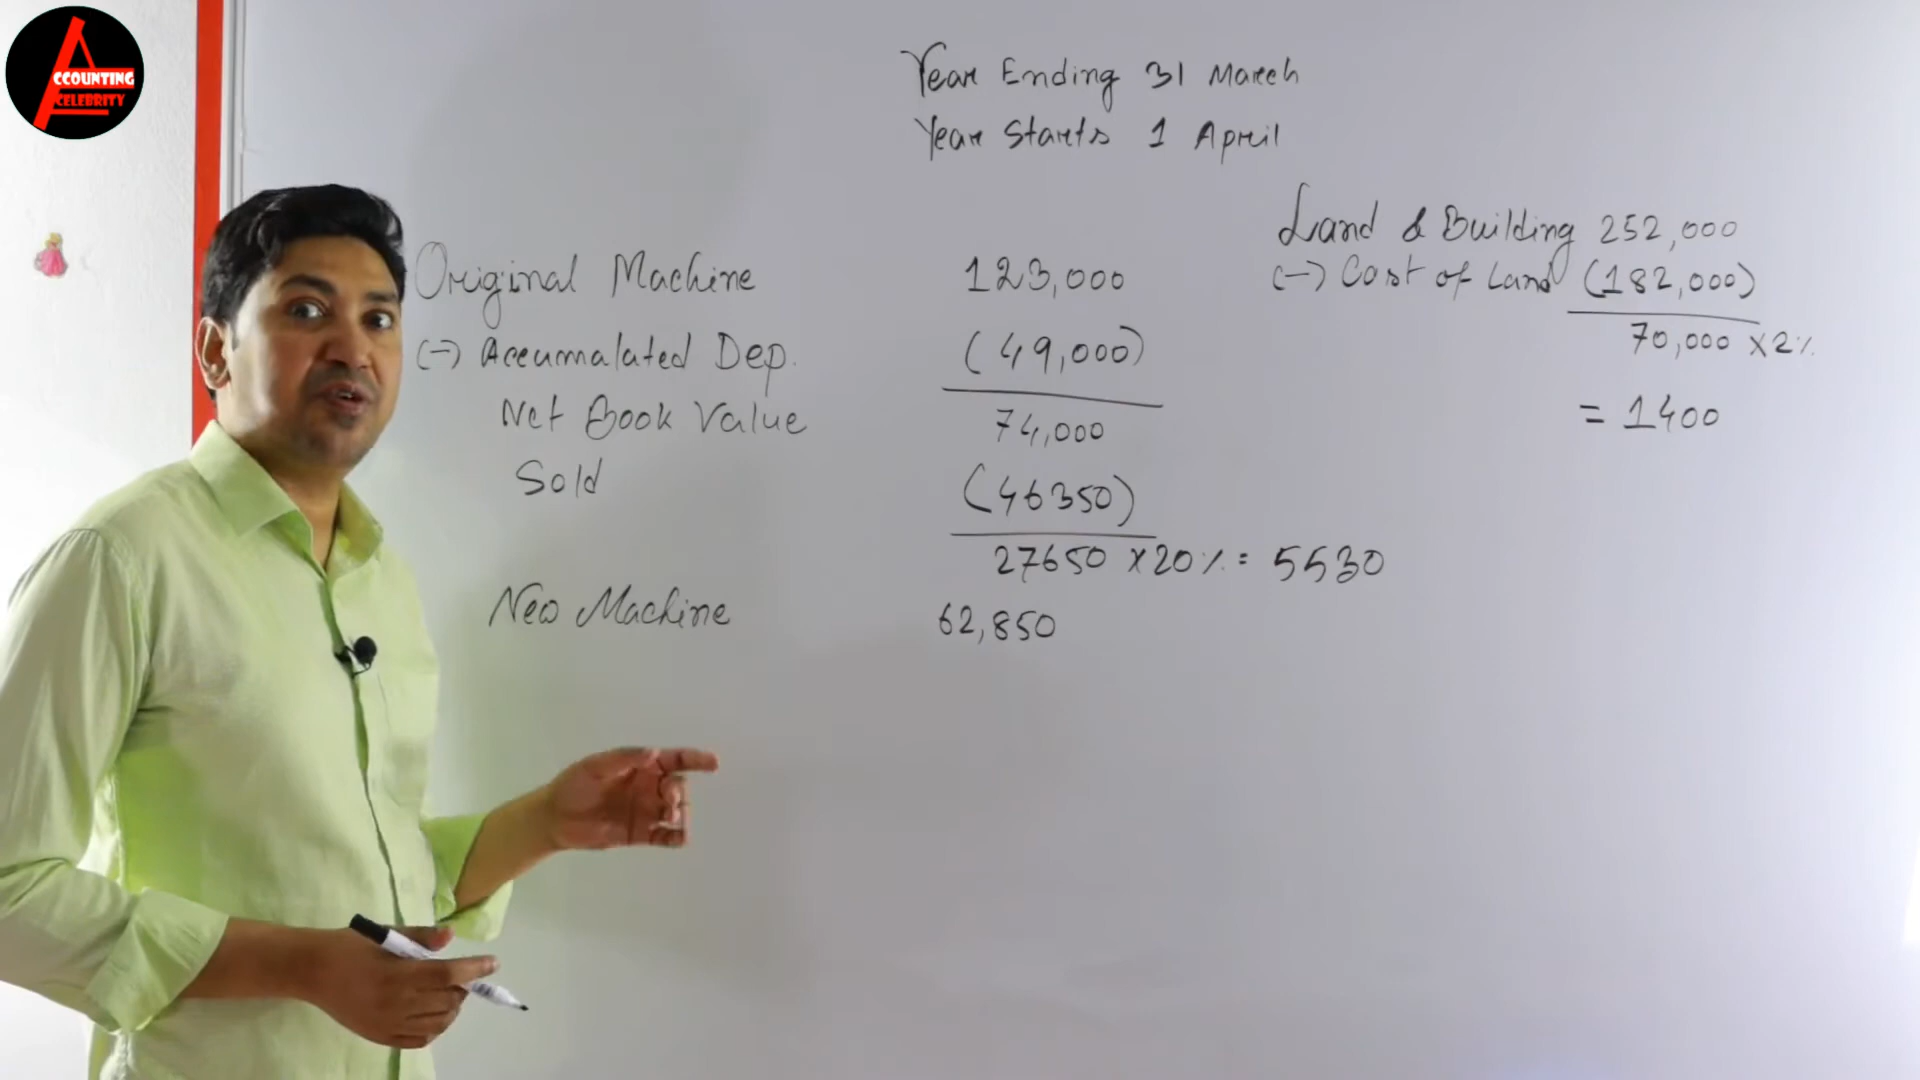 ACCOUNTING
CELEBRITY
Year Ending 31 March
Year Starts 1 April
Land & Building 252,000
(-) Cost of Land (182,000)
70,000 x2%
= 1400
Original Machine 123,000
(-) Accumalated Dep. (49,000)
Net Book Value 74,000
Sold (46350)
27650 x20% = 5530
New Machine 62,850